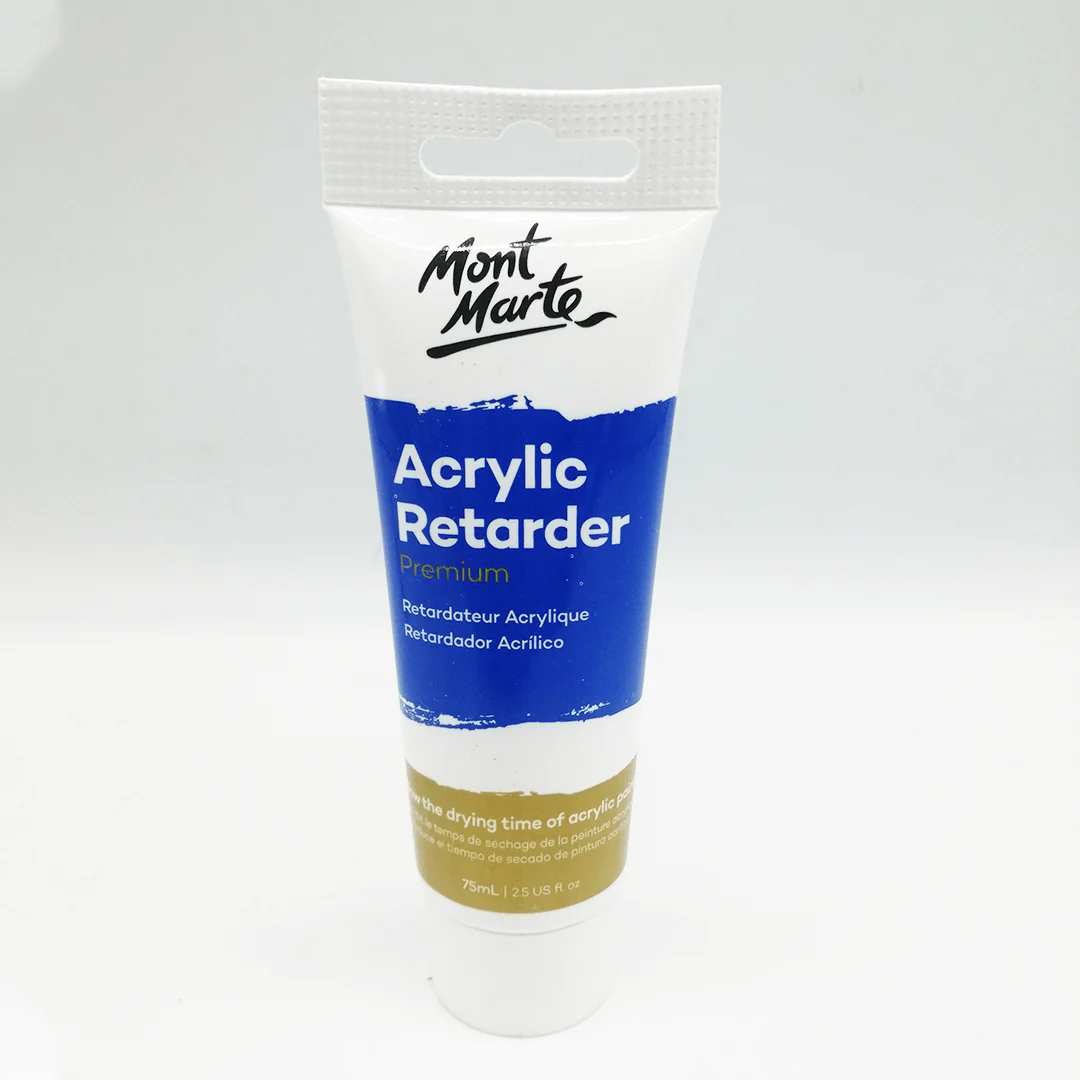 Mont
Marte
Acrylic
Retarder
Premium
Retardateur Acrylique
Retardador Acrílico
the drying time of acrylic
le temps de séchage de la peinture
el tiempo de secado de pintura
75mL | 2.5 US fl. oz